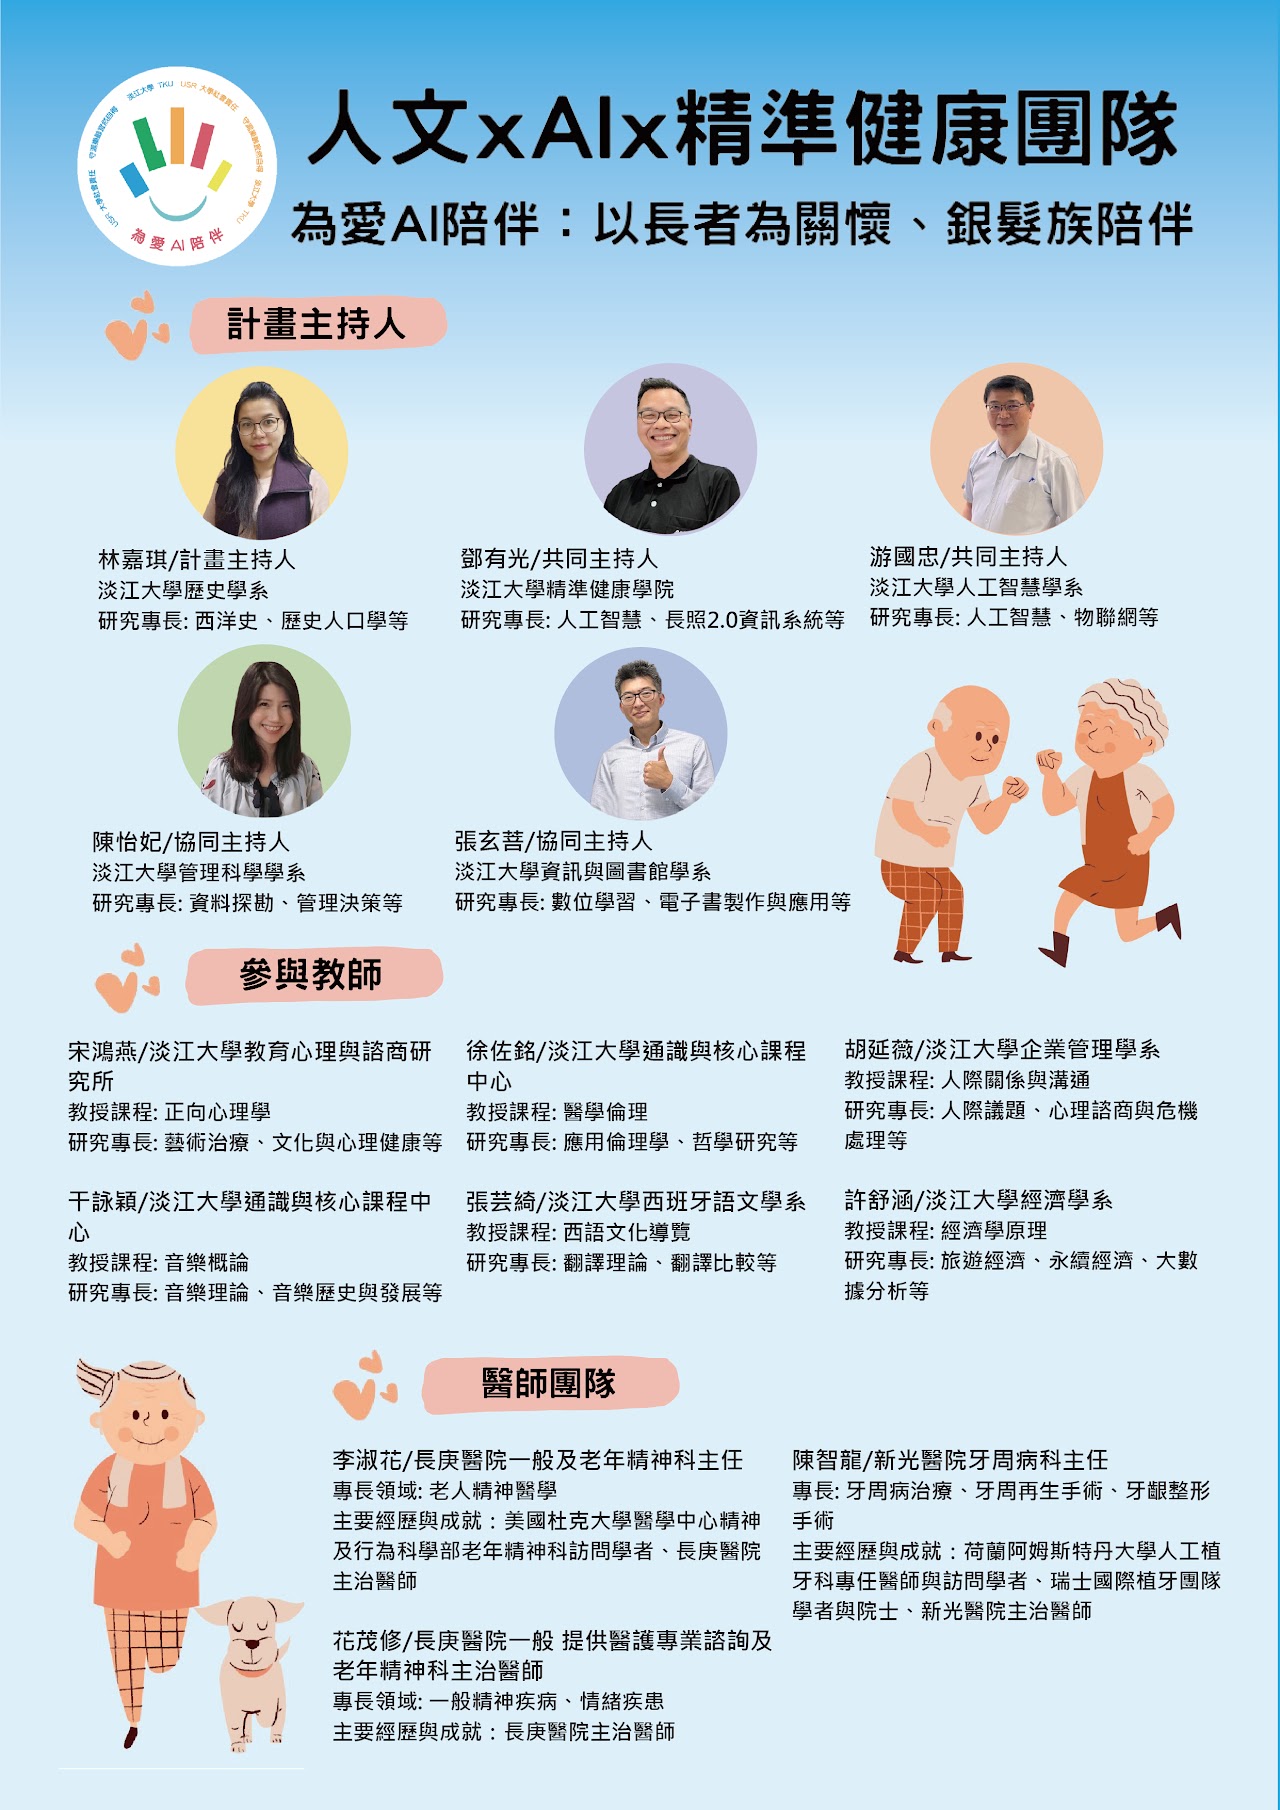 人文xAIx精準健康團隊
為愛AI陪伴：以長者為關懷、銀髮族陪伴
淡江大學 TKU USR 大學社會責任
為愛AI陪伴
計畫主持人
林嘉琪/計畫主持人
淡江大學歷史學系
研究專長: 西洋史、歷史人口學等
鄧有光/共同主持人
淡江大學精準健康學院
研究專長: 人工智慧、長照2.0資訊系統等
游國忠/共同主持人
淡江大學人工智慧學系
研究專長: 人工智慧、物聯網等
陳怡妃/協同主持人
淡江大學管理科學學系
研究專長: 資料探勘、管理決策等
張玄菩/協同主持人
淡江大學資訊與圖書館學系
研究專長: 數位學習、電子書製作與應用等
參與教師
宋鴻燕/淡江大學教育心理與諮商研
究所
教授課程: 正向心理學
研究專長: 藝術治療、文化與心理健康等
徐佐銘/淡江大學通識與核心課程
中心
教授課程: 醫學倫理
研究專長: 應用倫理學、哲學研究等
胡延薇/淡江大學企業管理學系
教授課程: 人際關係與溝通
研究專長: 人際議題、心理諮商與危機
處理等
干詠穎/淡江大學通識與核心課程中
心
教授課程: 音樂概論
研究專長: 音樂理論、音樂歷史與發展等
張芸綺/淡江大學西班牙語文學系
教授課程: 西語文化導覽
研究專長: 翻譯理論、翻譯比較等
許舒涵/淡江大學經濟學系
教授課程: 經濟學原理
研究專長: 旅遊經濟、永續經濟、大數
據分析等
醫師團隊
李淑花/長庚醫院一般及老年精神科主任
專長領域: 老人精神醫學
主要經歷與成就：美國杜克大學醫學中心精神
及行為科學部老年精神科訪問學者、長庚醫院
主治醫師
花茂修/長庚醫院一般 提供醫護專業諮詢及
老年精神科主治醫師
專長領域: 一般精神疾病、情緒疾患
主要經歷與成就：長庚醫院主治醫師
陳智龍/新光醫院牙周病科主任
專長: 牙周病治療、牙周再生手術、牙齦整形
手術
主要經歷與成就：荷蘭阿姆斯特丹大學人工植
牙科專任醫師與訪問學者、瑞士國際植牙團隊
學者與院士、新光醫院主治醫師